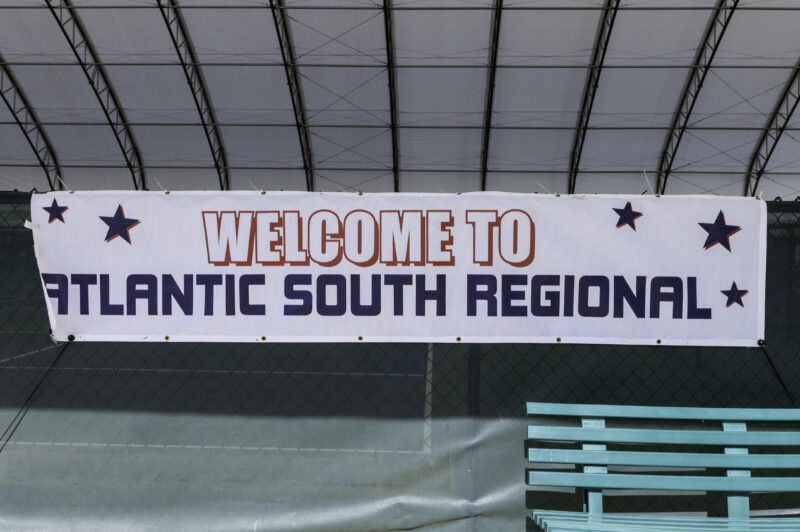 WELCOME TO
ATLANTIC SOUTH REGIONAL